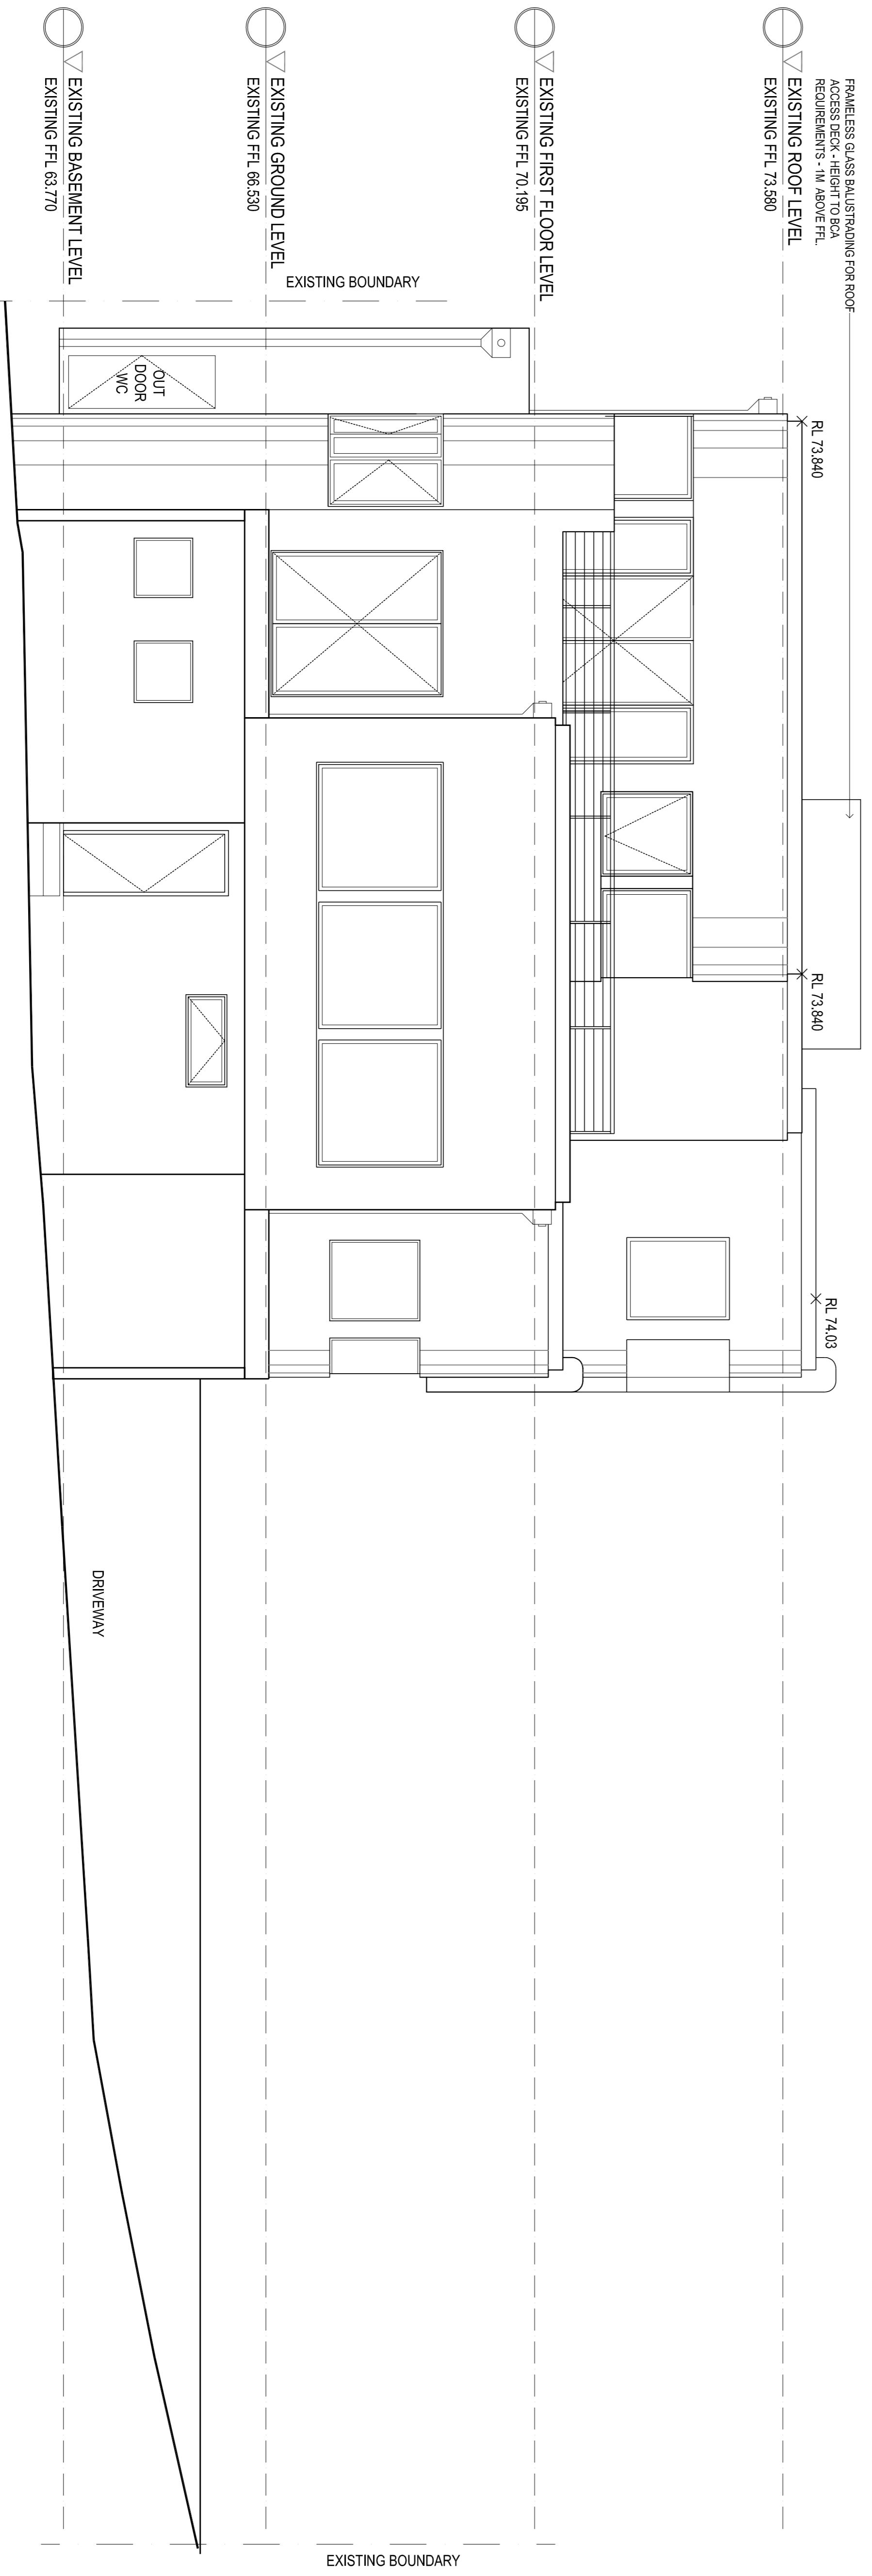 FRAMELESS GLASS BALUSTRADING FOR ROOF
ACCESS DECK - HEIGHT TO BCA
REQUIREMENTS - 1M ABOVE FFL.
EXISTING ROOF LEVEL
EXISTING FFL 73.580
EXISTING FIRST FLOOR LEVEL
EXISTING FFL 70.195
EXISTING GROUND LEVEL
EXISTING FFL 66.530
EXISTING BASEMENT LEVEL
EXISTING FFL 63.770
EXISTING BOUNDARY
OUT
DOOR
WC
RL 73.840
RL 73.840
RL 74.03
DRIVEWAY
EXISTING BOUNDARY